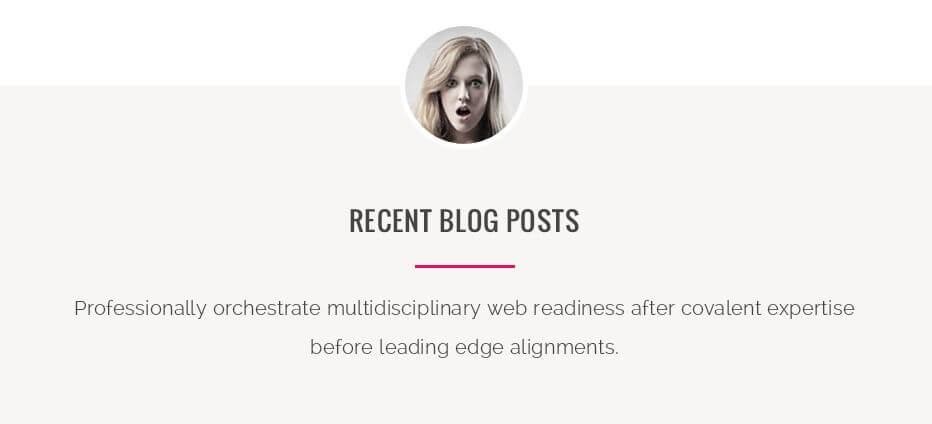 RECENT BLOG POSTS
Professionally orchestrate multidisciplinary web readiness after covalent expertise
before leading edge alignments.